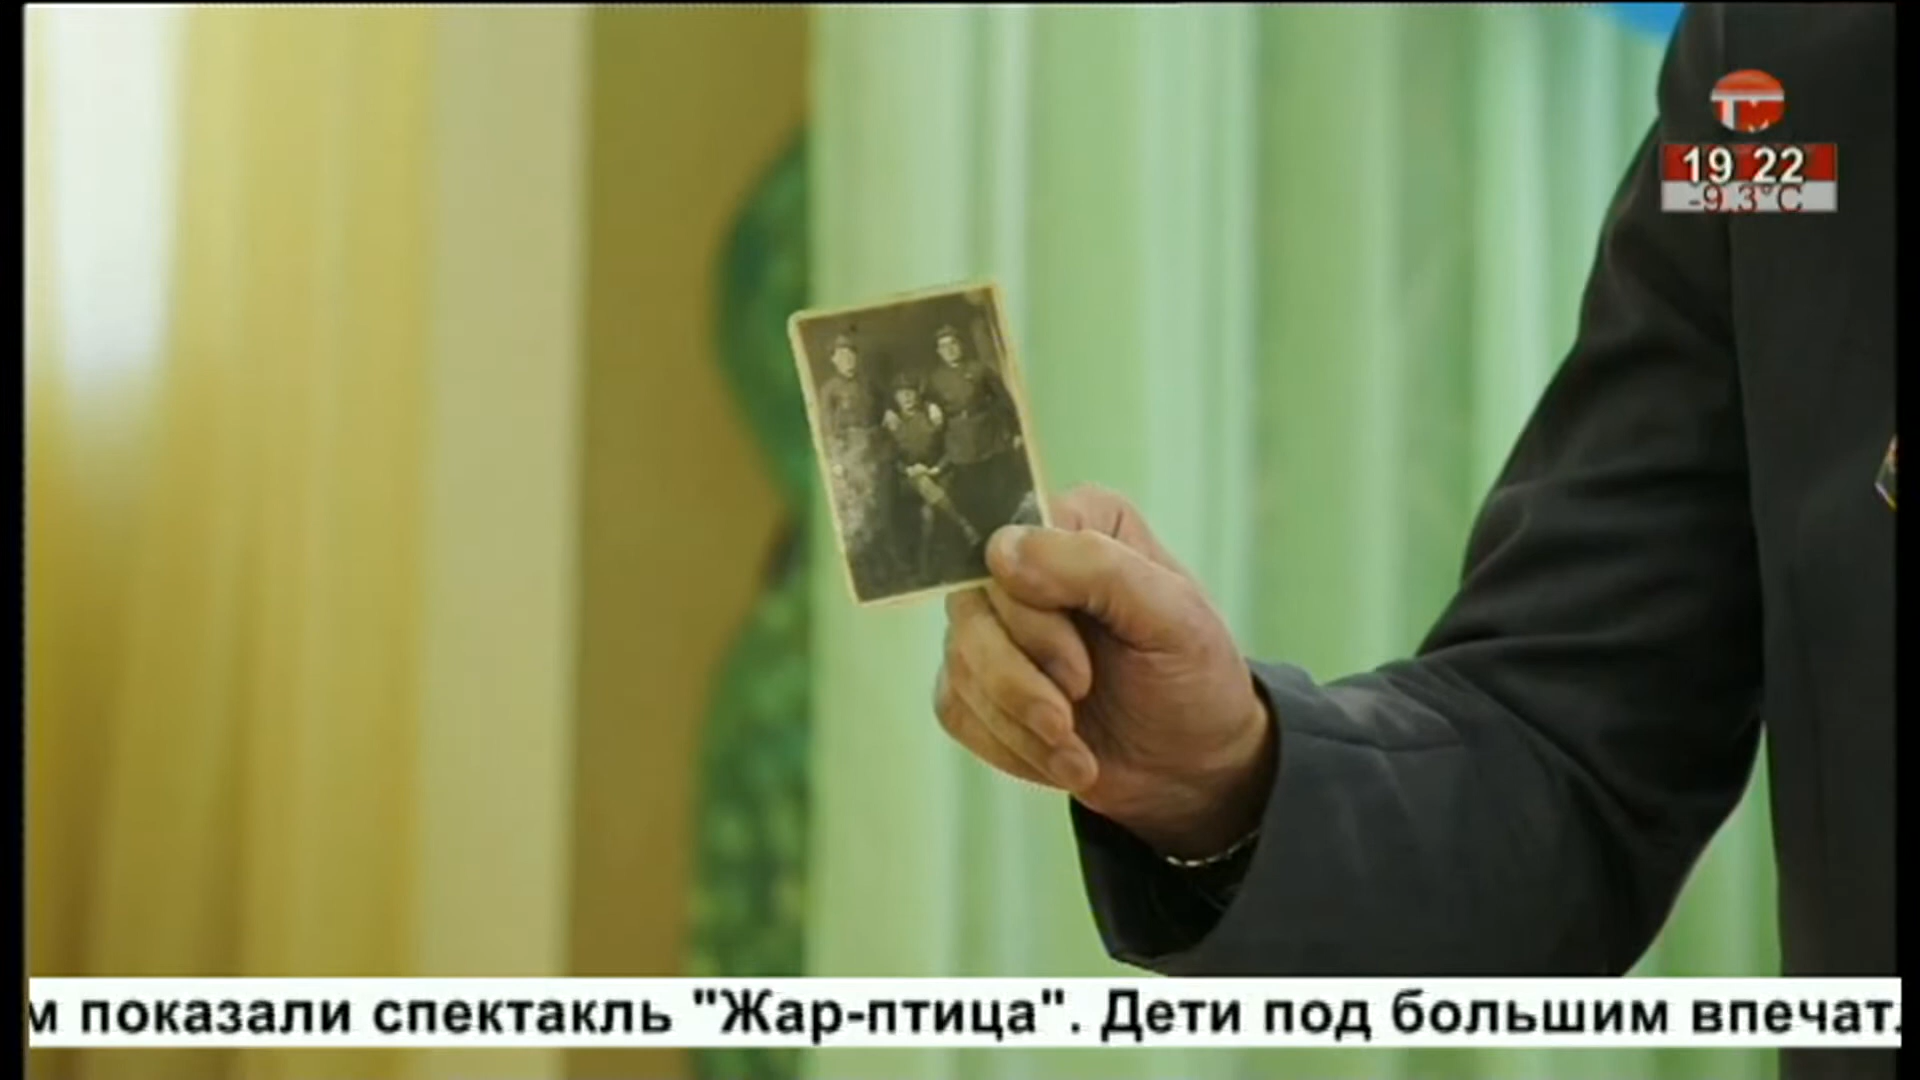 ТМ
19 22
-9.3°C
показали спектакль "Жар-птица". Дети под большим